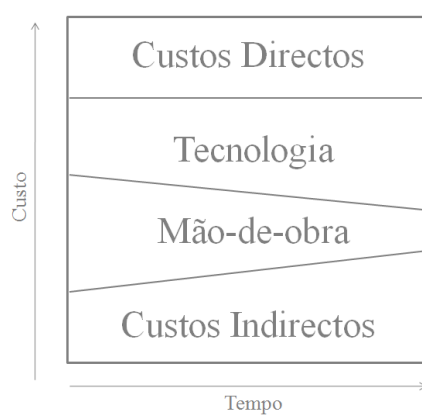 Custos Directos
Tecnologia
Custo
Mão-de-obra
Custos Indirectos
Tempo